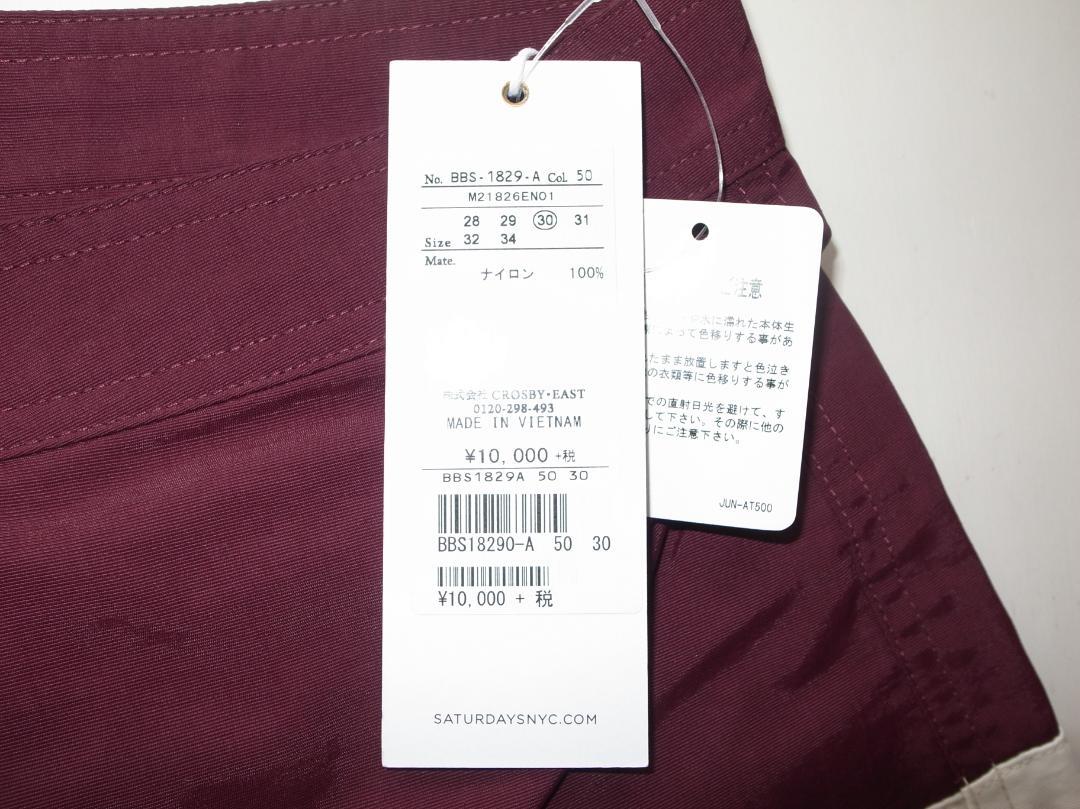 No. BBS-1829-A Col. 50
M21826EN01
28 29 30 31
Size 32 34
Mate.
ナイロン 100%
株式会社 CROSBY・EAST
0120-298-493
MADE IN VIETNAM
¥10,000 +税
BBS1829A 50 30
BBS18290-A 50 30
¥10,000 + 税
SATURDAYSNYC.COM
ご注意
水に濡れた本体生
よって色移りする事があ
したまま放置しますと色泣き
の衣類等に色移りする事が
での直射日光を避けて、す
して下さい。その際に他の
りにご注意下さい。
JUN-AT500